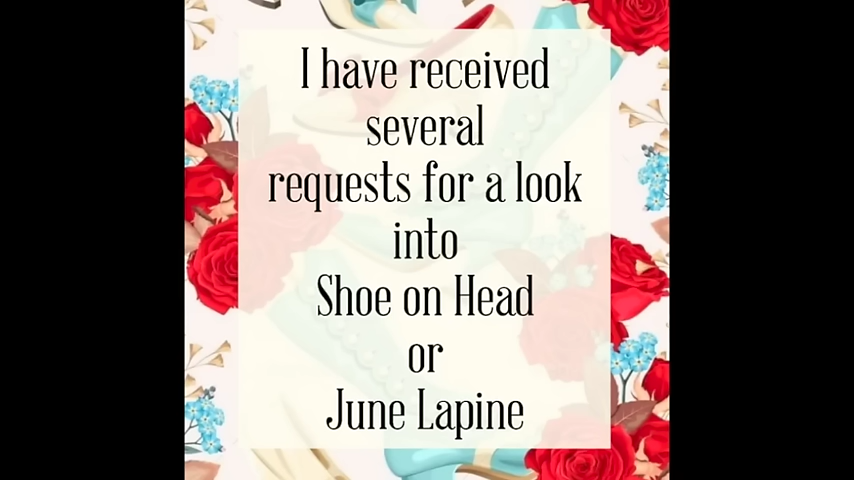 I have received
several
requests for a look
into
Shoe on Head
or
June Lapine